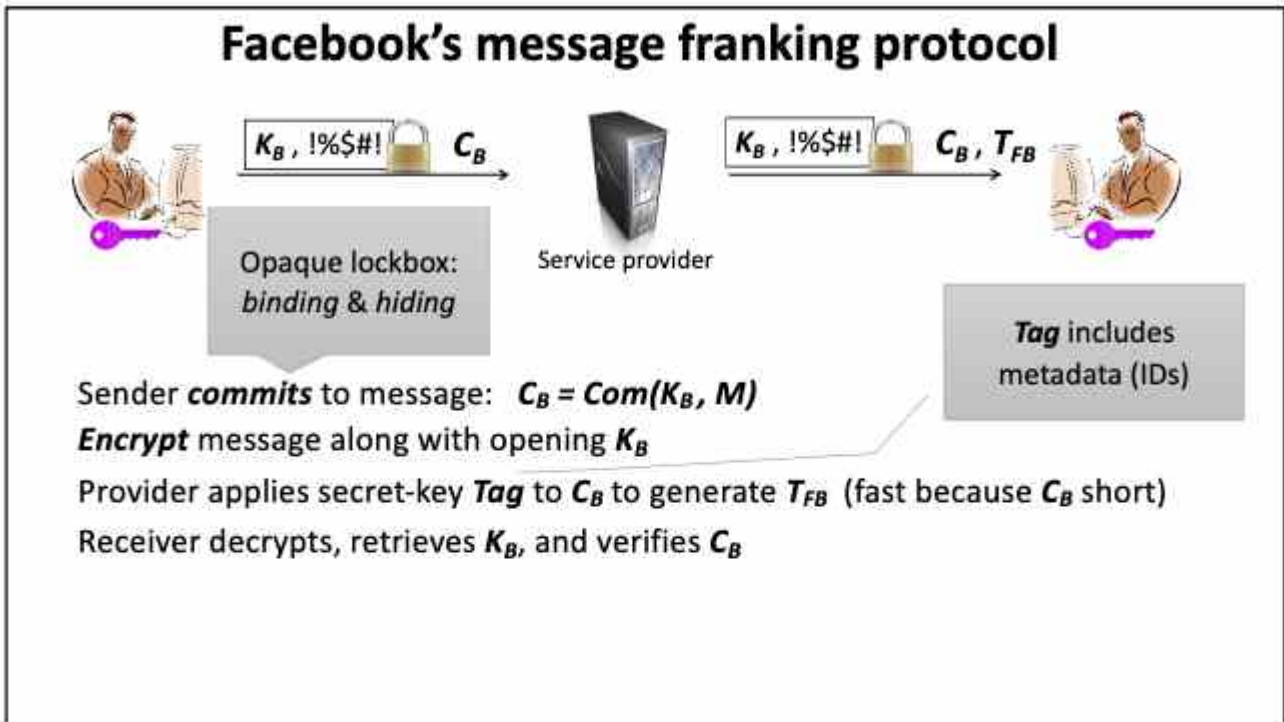 Facebook's message franking protocol
K_B , !%$#! C_B
K_B , !%$#! C_B , T_FB
Service provider
Opaque lockbox:
binding & hiding
Tag includes
metadata (IDs)
Sender commits to message: C_B = Com(K_B, M)
Encrypt message along with opening K_B
Provider applies secret-key Tag to C_B to generate T_FB (fast because C_B short)
Receiver decrypts, retrieves K_B, and verifies C_B